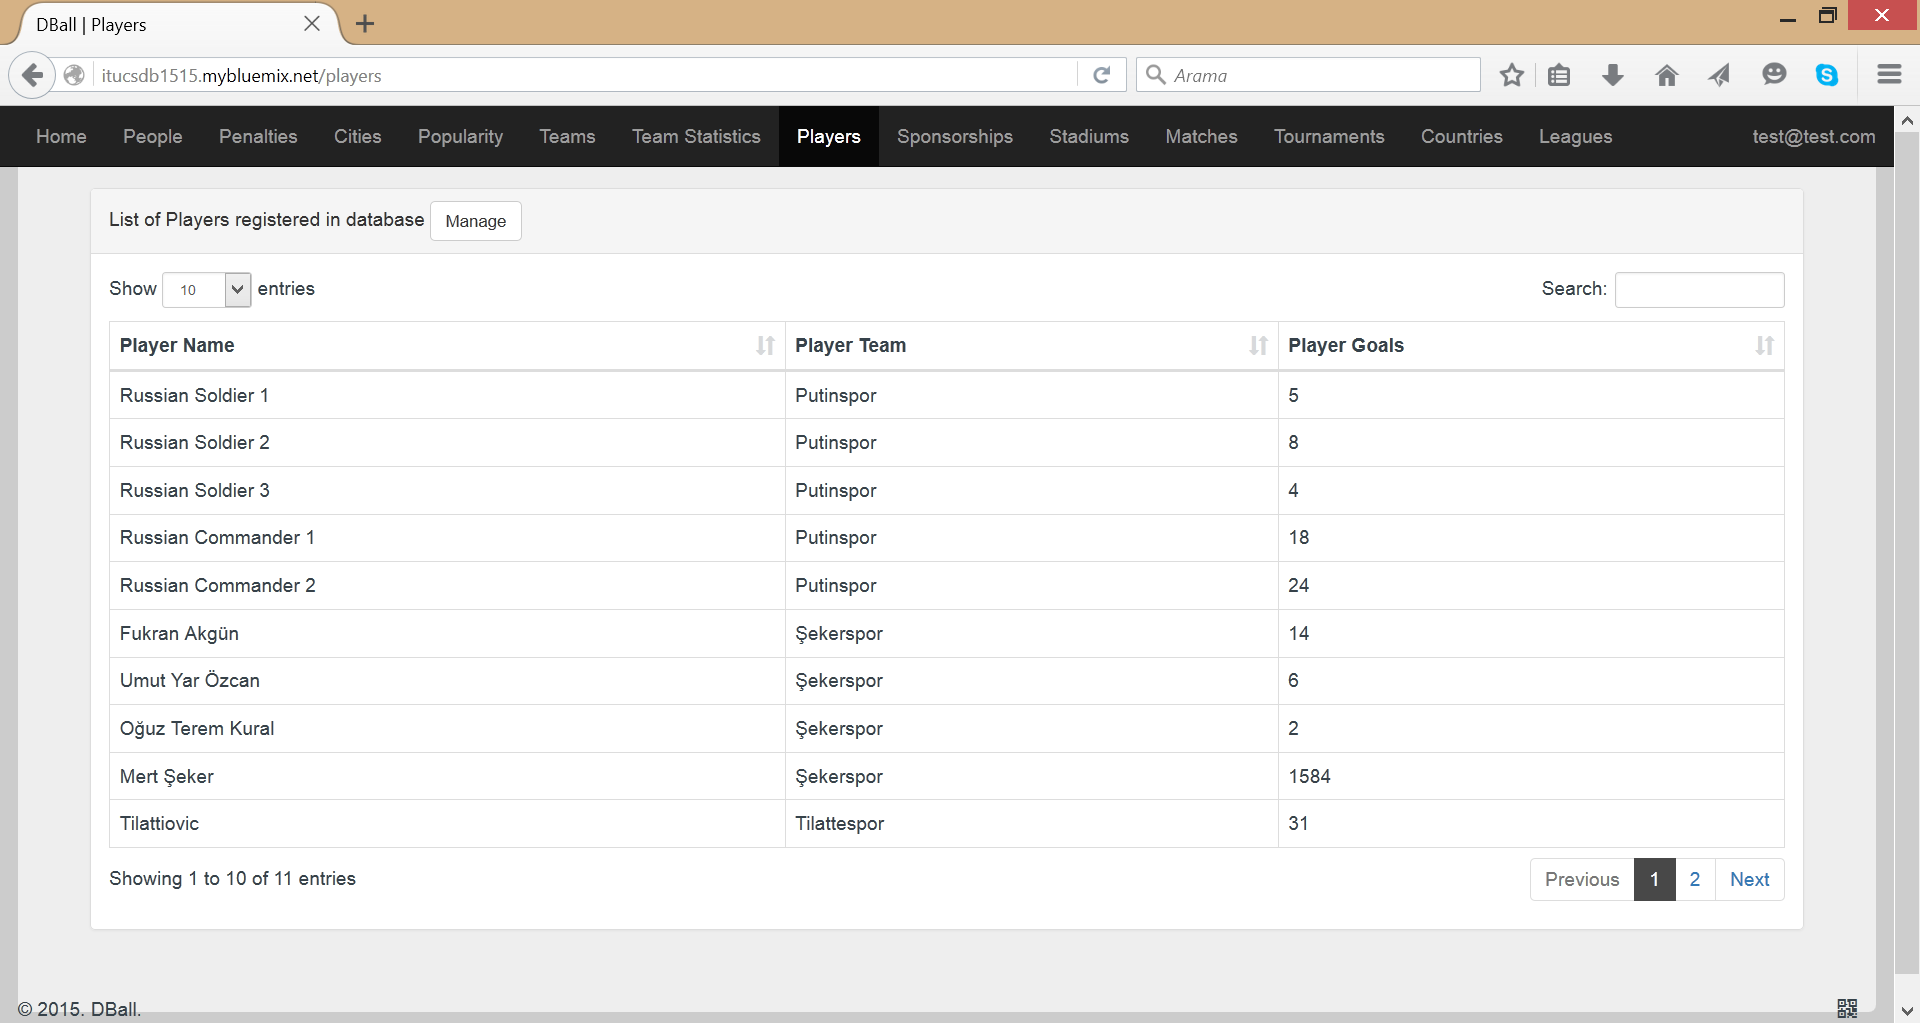 DBall | Players
itucsdb1515.mybluemix.net/players
Arama
Home People Penalties Cities Popularity Teams Team Statistics Players Sponsorships Stadiums Matches Tournaments Countries Leagues test@test.com
List of Players registered in database Manage
Show 10 entries Search:
Player Name Player Team Player Goals
Russian Soldier 1 Putinspor 5
Russian Soldier 2 Putinspor 8
Russian Soldier 3 Putinspor 4
Russian Commander 1 Putinspor 18
Russian Commander 2 Putinspor 24
Fukran Akgün Şekerspor 14
Umut Yar Özcan Şekerspor 6
Oğuz Terem Kural Şekerspor 2
Mert Şeker Şekerspor 1584
Tilattiovic Tilattespor 31
Showing 1 to 10 of 11 entries Previous 1 2 Next
© 2015. DBall.